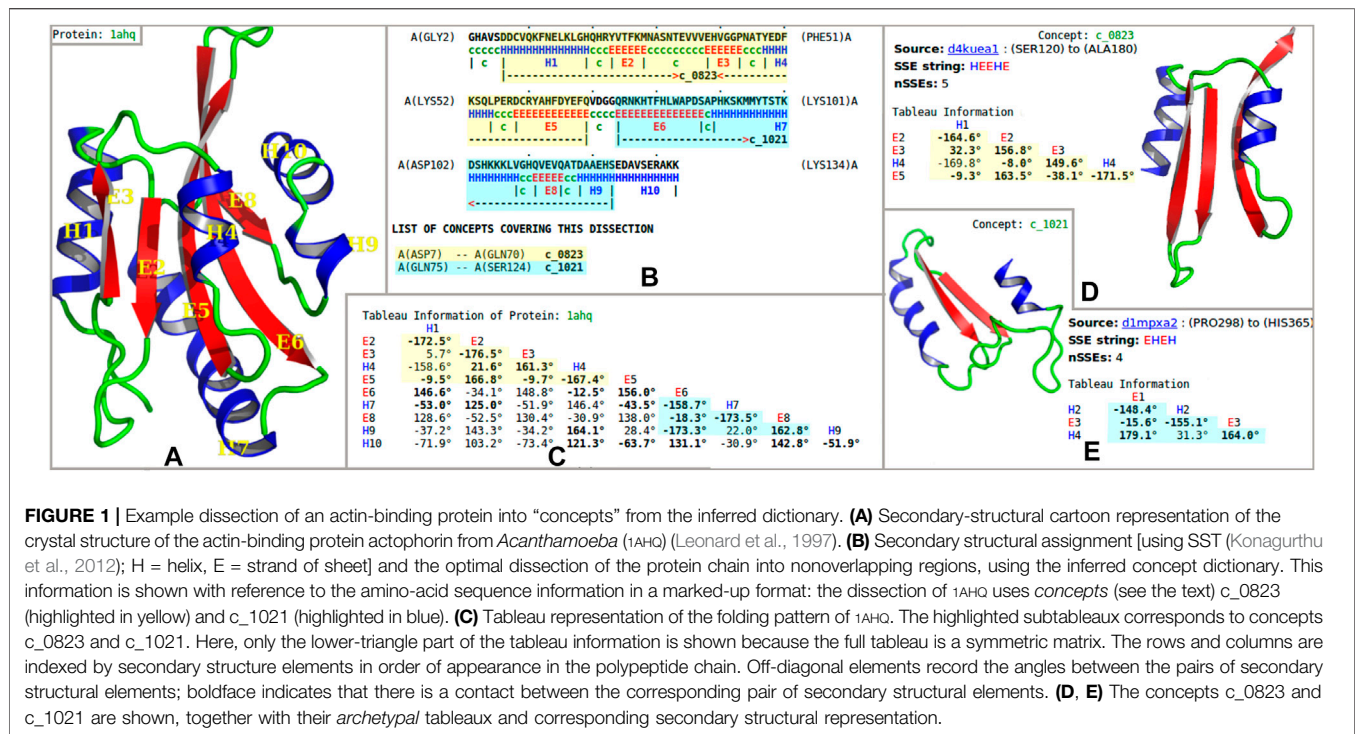 Protein: 1ahq
H10
E3
E8
H1
H4
H9
E2
E5
E6
H7
A
A(GLY2) GHAVSDDCVQKFNELKLGHQHRYVTFKMNASNTEVVVEHVGGPNATYEDF (PHE51)A
cccccHHHHHHHHHHHHHHcccEEEEEEccccccccEEEEEEccccHHHH
| c | H1 | c | E2 | c | E3 | c | H4
|------------------------->c_0823<------
A(LYS52) KSQLPERDCRYAHFDYEFQVDGGQRNKHTFHLWAPDSAPHKSKMMYTSTK (LYS101)A
HHHHcccEEEEEEEEEEEEccccEEEEEEEEEEEEEEcHHHHHHHHHHHH
| c | E5 | c | E6 |c| H7
-----------------| |------------------>c_1021
A(ASP102) DSHKKKLVGHQVEVQATDAAEHSEDAVSERAKK (LYS134)A
HHHHHHHHccEEEEEccHHHHHHHHHHHHHHHH
|c | E8|c | H9 | H10 |
<---------------------|
LIST OF CONCEPTS COVERING THIS DISSECTION
A(ASP7) -- A(GLN70) c_0823
A(GLN75) -- A(SER124) c_1021
B
Tableau Information of Protein: 1ahq
H1
E2 -172.5° E2
E3 5.7° -176.5° E3
H4 -158.6° 21.6° 161.3° H4
E5 -9.5° 166.8° -9.7° -167.4° E5
E6 146.6° -34.1° 148.8° -12.5° 156.0° E6
H7 -53.0° 125.0° -51.9° 146.4° -43.5° -158.7° H7
E8 128.6° -52.5° 130.4° -30.9° 138.0° -18.3° -173.5° E8
H9 -37.2° 143.3° -34.2° 164.1° 28.4° -173.3° 22.0° 162.8° H9
H10 -71.9° 103.2° -73.4° 121.3° -63.7° 131.1° -30.9° 142.8° -51.9°
C
Concept: c_0823
Source: d4kuea1 : (SER120) to (ALA180)
SSE string: HEEHE
nSSEs: 5
Tableau Information
H1
E2 -164.6° E2
E3 32.3° 156.8° E3
H4 -169.8° -8.0° 149.6° H4
E5 -9.3° 163.5° -38.1° -171.5°
D
Concept: c_1021
Source: d1mpxa2 : (PRO298) to (HIS365)
SSE string: EHEH
nSSEs: 4
Tableau Information
E1
H2 -148.4° H2
E3 -15.6° -155.1° E3
H4 179.1° 31.3° 164.0°
E
FIGURE 1 | Example dissection of an actin-binding protein into “concepts” from the inferred dictionary. (A) Secondary-structural cartoon representation of the
crystal structure of the actin-binding protein actophorin from Acanthamoeba (1AHQ) (Leonard et al., 1997). (B) Secondary structural assignment [using SST (Konagurthu
et al., 2012); H = helix, E = strand of sheet] and the optimal dissection of the protein chain into nonoverlapping regions, using the inferred concept dictionary. This
information is shown with reference to the amino-acid sequence information in a marked-up format: the dissection of 1AHQ uses concepts (see the text) c_0823
(highlighted in yellow) and c_1021 (highlighted in blue). (C) Tableau representation of the folding pattern of 1AHQ. The highlighted subtableaux corresponds to concepts
c_0823 and c_1021. Here, only the lower-triangle part of the tableau information is shown because the full tableau is a symmetric matrix. The rows and columns are
indexed by secondary structure elements in order of appearance in the polypeptide chain. Off-diagonal elements record the angles between the pairs of secondary
structural elements; boldface indicates that there is a contact between the corresponding pair of secondary structural elements. (D, E) The concepts c_0823 and
c_1021 are shown, together with their archetypal tableaux and corresponding secondary structural representation.